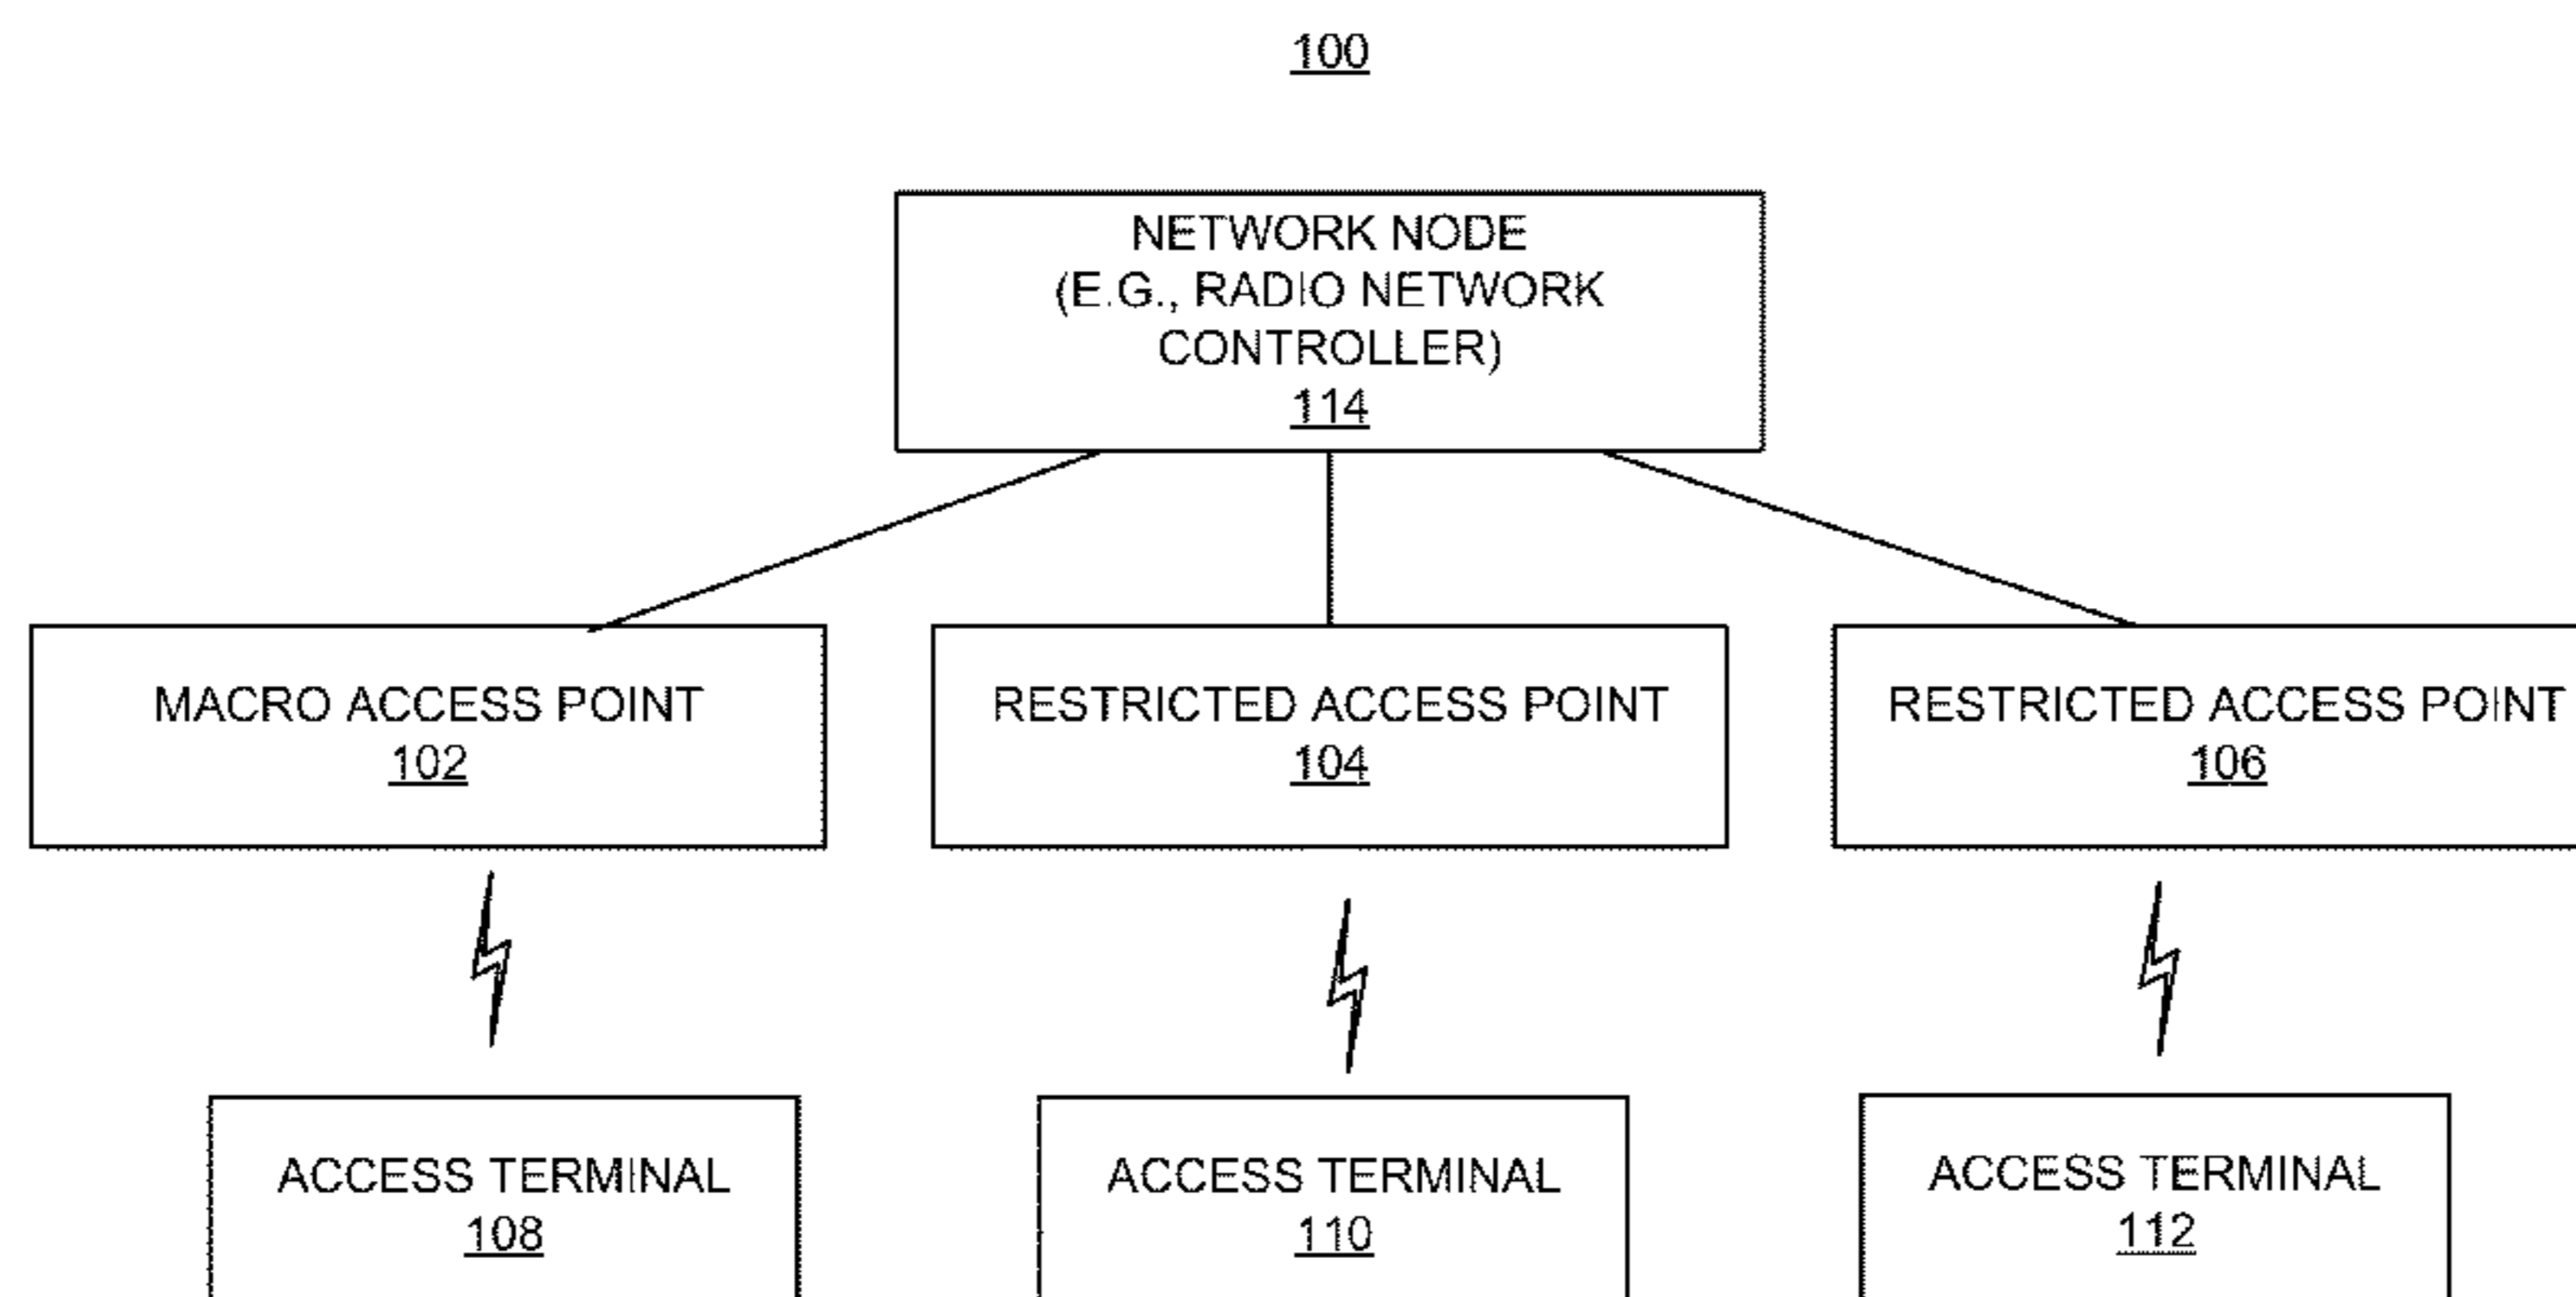 100
NETWORK NODE
(E.G., RADIO NETWORK
CONTROLLER)
114
MACRO ACCESS POINT
102
RESTRICTED ACCESS POINT
104
RESTRICTED ACCESS POINT
106
ACCESS TERMINAL
108
ACCESS TERMINAL
110
ACCESS TERMINAL
112